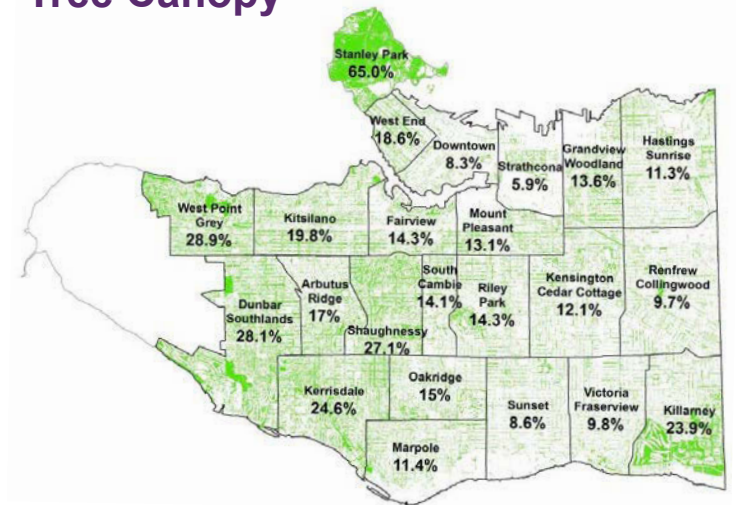 Tree Canopy
Stanley Park
65.0%
West End
18.6%
Downtown
8.3%
Strathcona
5.9%
Grandview
Woodland
13.6%
Hastings
Sunrise
11.3%
West Point
Grey
28.9%
Kitsilano
19.8%
Fairview
14.3%
Mount
Pleasant
13.1%
Dunbar
Southlands
28.1%
Arbutus
Ridge
17%
Shaughnessy
27.1%
South
Cambie
14.1%
Riley
Park
14.3%
Kensington
Cedar Cottage
12.1%
Renfrew
Collingwood
9.7%
Kerrisdale
24.6%
Oakridge
15%
Sunset
8.6%
Victoria
Fraserview
9.8%
Killarney
23.9%
Marpole
11.4%